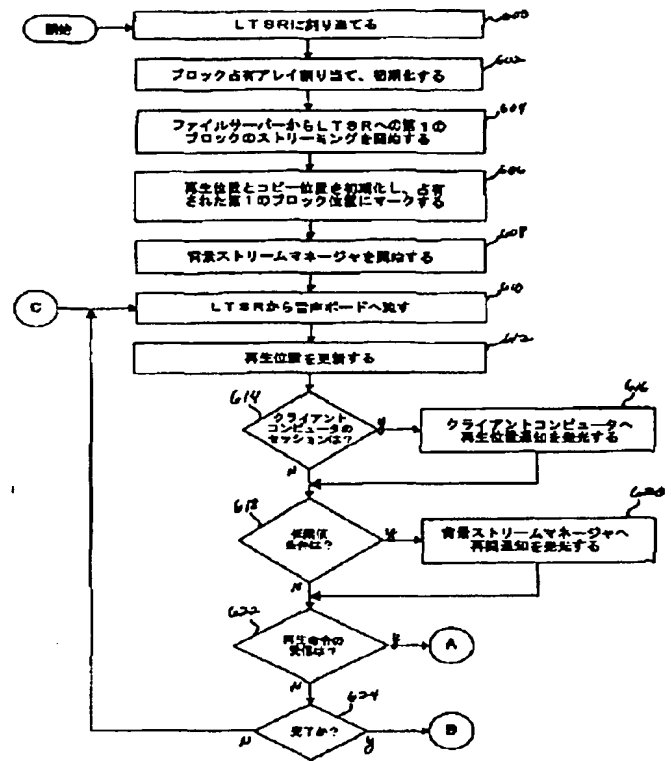 開始
LTSRに割り当てる
600
ブロック占有アレイ割り当て、初期化する
602
ファイルサーバーからLTSRへの第1の
ブロックのストリーミングを開始する
604
再生位置とコピー位置を初期化し、占有
された第1のブロック位置にマークする
606
背景ストリームマネージャを開始する
608
C
LTSRから音声ボードへ流す
610
再生位置を更新する
612
614
クライアント
コンピュータの
セッションは?
y
N
616
クライアントコンピュータへ
再生位置通知を発光する
618
条件は?
y
N
620
背景ストリームマネージャへ
再開通知を発光する
622
再生命令の
受信は?
y
N
A
624
完了か?
N
y
B